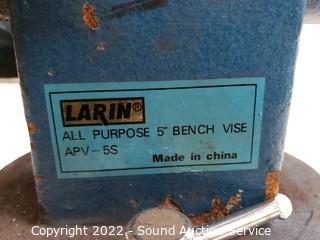 LARIN®
ALL PURPOSE 5" BENCH VISE
APV-5S
Made in china
Copyright 2022 - Sound Auction Service